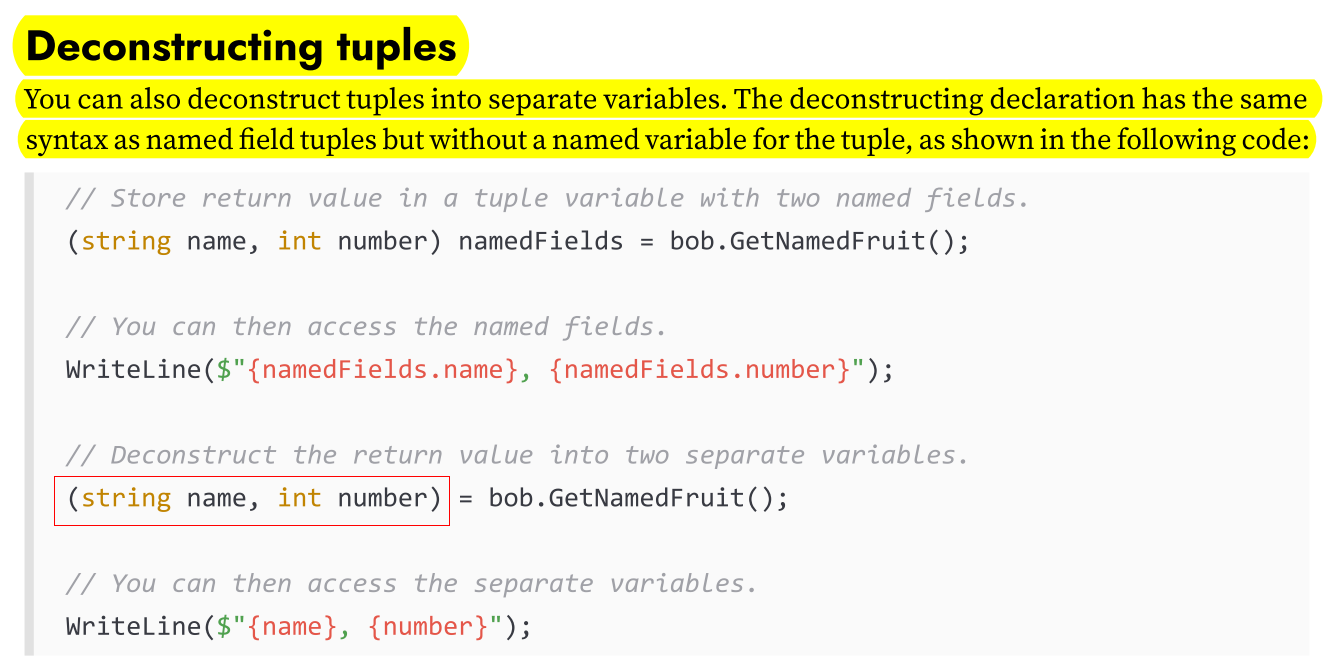 Deconstructing tuples
You can also deconstruct tuples into separate variables. The deconstructing declaration has the same
syntax as named field tuples but without a named variable for the tuple, as shown in the following code:
// Store return value in a tuple variable with two named fields.
(string name, int number) namedFields = bob.GetNamedFruit();
// You can then access the named fields.
WriteLine($"{namedFields.name}, {namedFields.number}");
// Deconstruct the return value into two separate variables.
(string name, int number) = bob.GetNamedFruit();
// You can then access the separate variables.
WriteLine($"{name}, {number}");